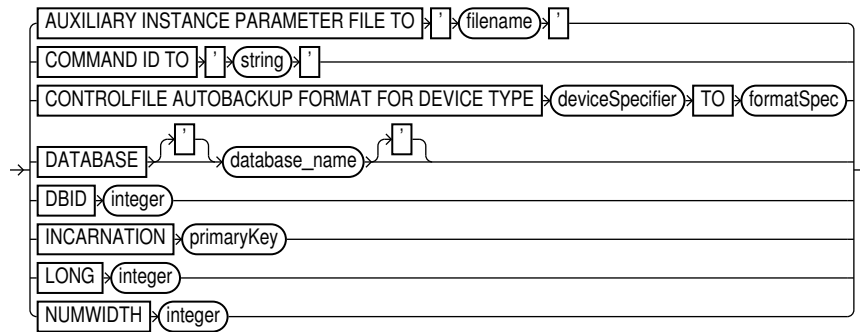 AUXILIARY INSTANCE PARAMETER FILE TO ' filename '
COMMAND ID TO ' string '
CONTROLFILE AUTOBACKUP FORMAT FOR DEVICE TYPE deviceSpecifier TO formatSpec
DATABASE ' database_name '
DBID integer
INCARNATION primaryKey
LONG integer
NUMWIDTH integer